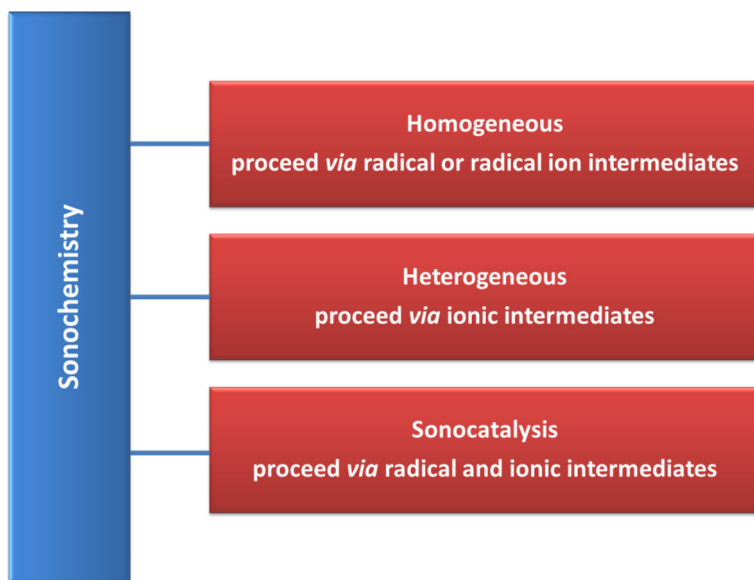 Sonochemistry
Homogeneous
proceed via radical or radical ion intermediates
Heterogeneous
proceed via ionic intermediates
Sonocatalysis
proceed via radical and ionic intermediates